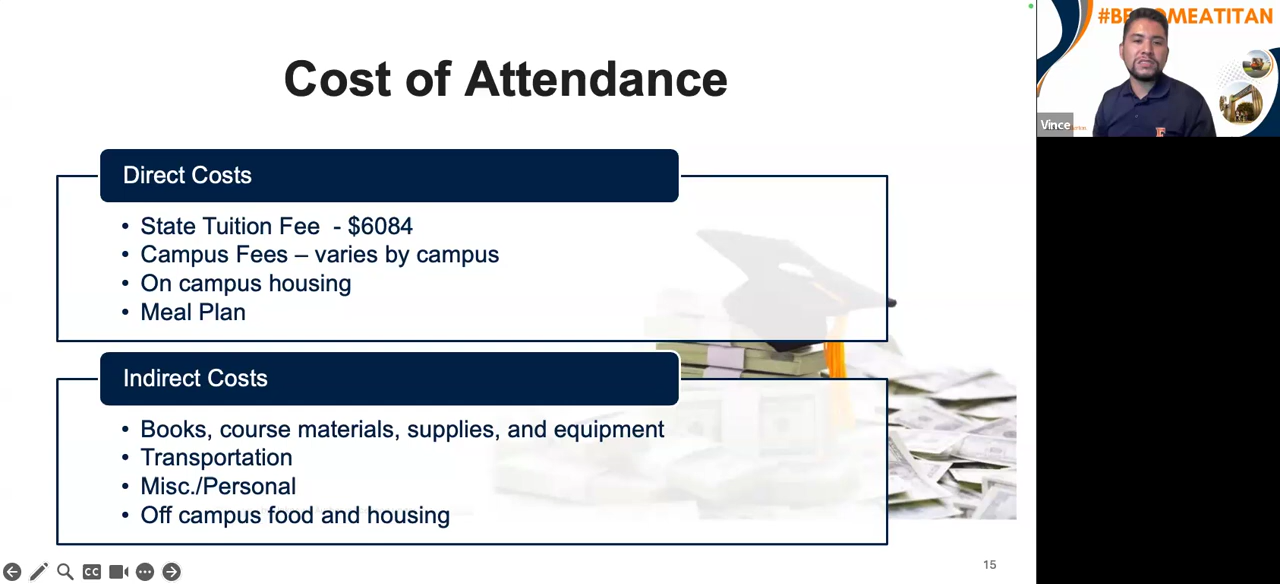 Cost of Attendance
Direct Costs
• State Tuition Fee - $6084
• Campus Fees – varies by campus
• On campus housing
• Meal Plan
Indirect Costs
• Books, course materials, supplies, and equipment
• Transportation
• Misc./Personal
• Off campus food and housing
15
CC
Vince